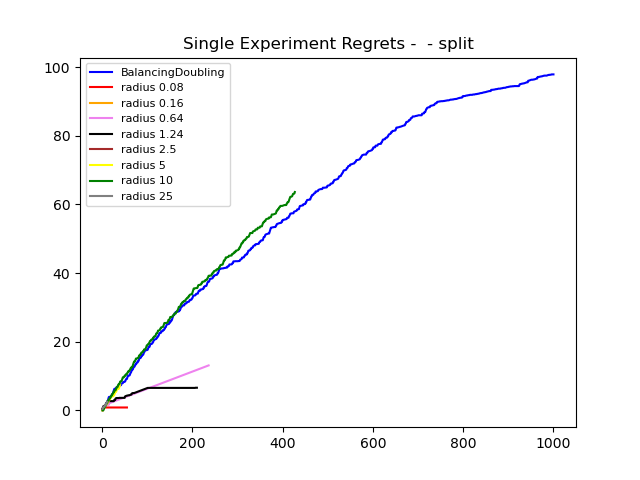 Single Experiment Regrets -  - split
100
80
60
40
20
0
BalancingDoubling
radius 0.08
radius 0.16
radius 0.64
radius 1.24
radius 2.5
radius 5
radius 10
radius 25
0 200 400 600 800 1000